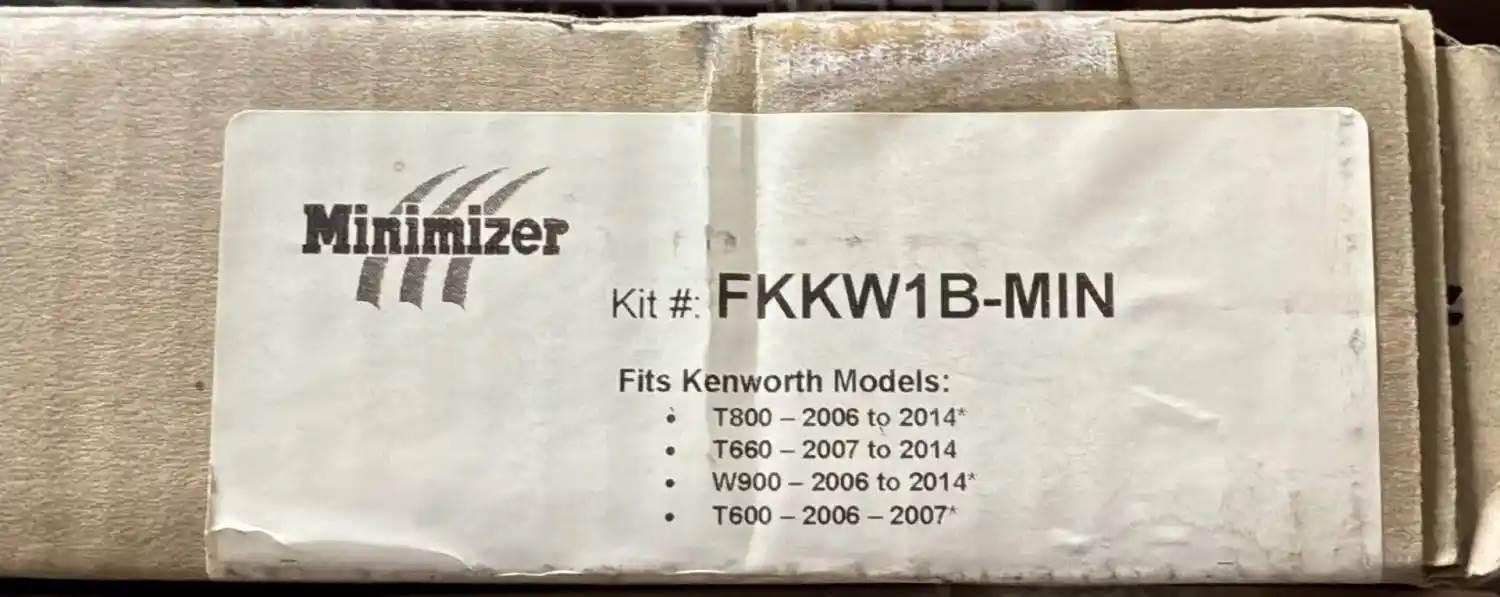 Minimizer
Kit #: FKKW1B-MIN
Fits Kenworth Models:
• T800 – 2006 to 2014*
• T660 – 2007 to 2014
• W900 – 2006 to 2014*
• T600 – 2006 – 2007*